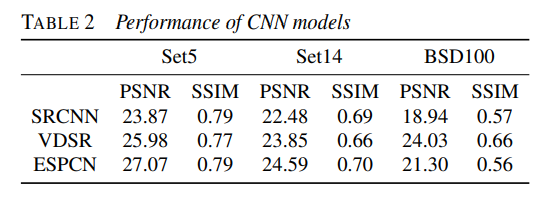 TABLE 2 Performance of CNN models
Set5 Set14 BSD100
PSNR SSIM PSNR SSIM PSNR SSIM
SRCNN 23.87 0.79 22.48 0.69 18.94 0.57
VDSR 25.98 0.77 23.85 0.66 24.03 0.66
ESPCN 27.07 0.79 24.59 0.70 21.30 0.56